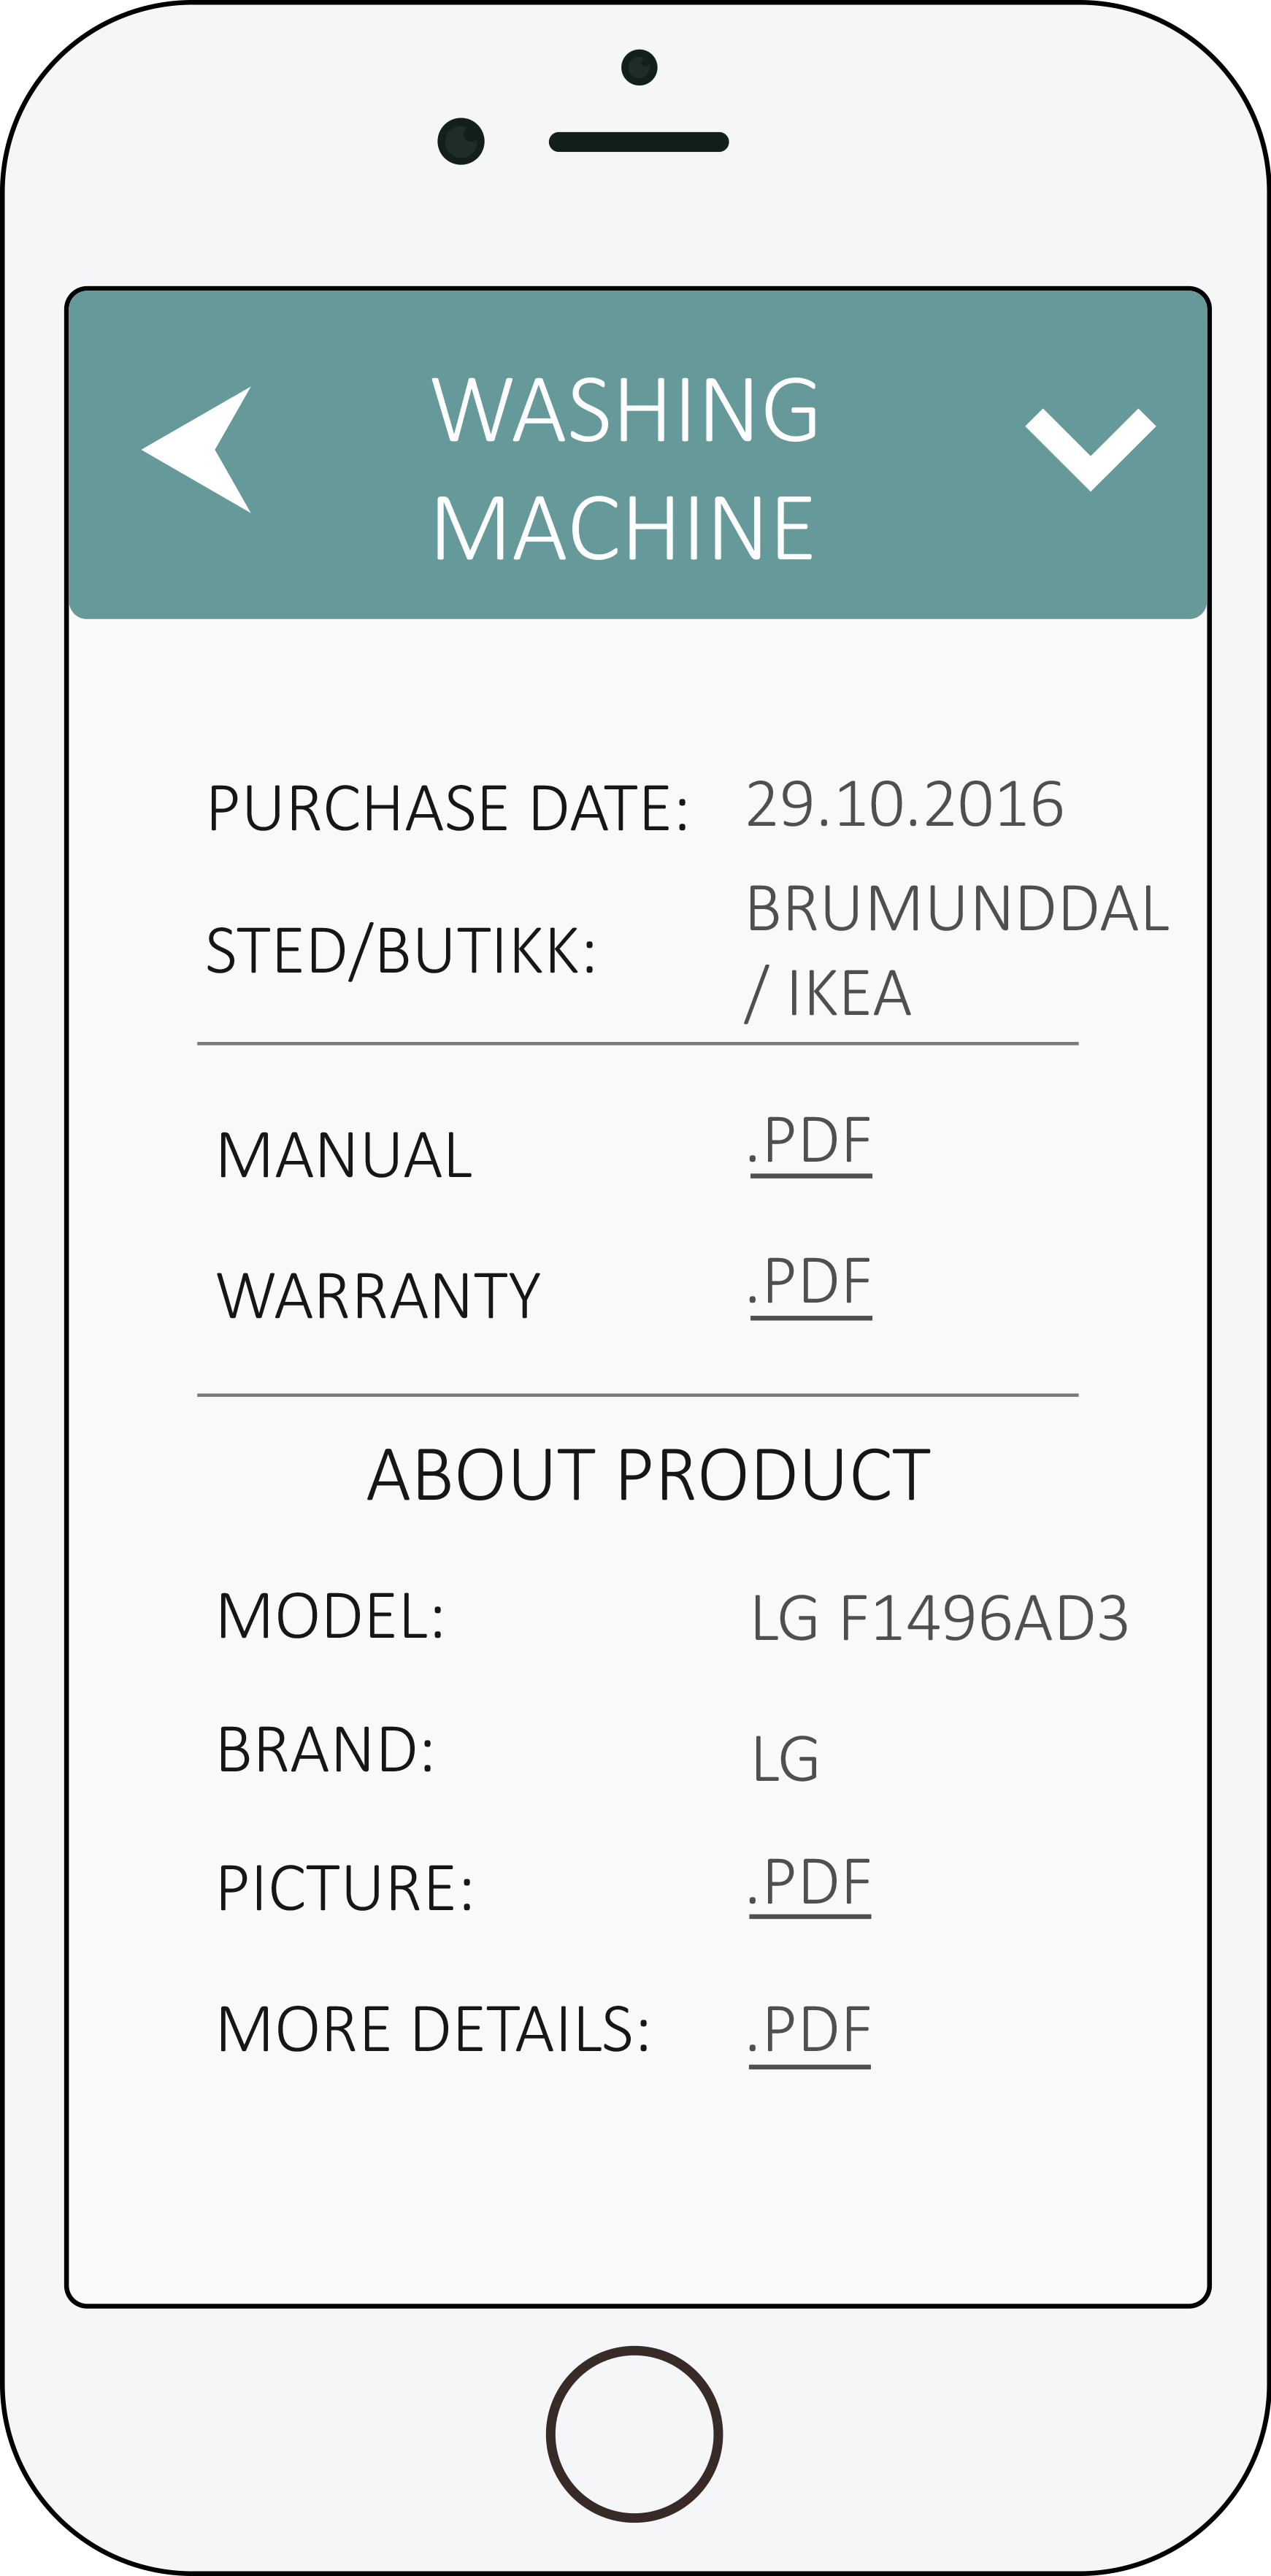 WASHING
MACHINE
PURCHASE DATE: 29.10.2016
STED/BUTIKK: BRUMUNDDAL
/ IKEA
MANUAL .PDF
WARRANTY .PDF
ABOUT PRODUCT
MODEL: LG F1496AD3
BRAND: LG
PICTURE: .PDF
MORE DETAILS: .PDF